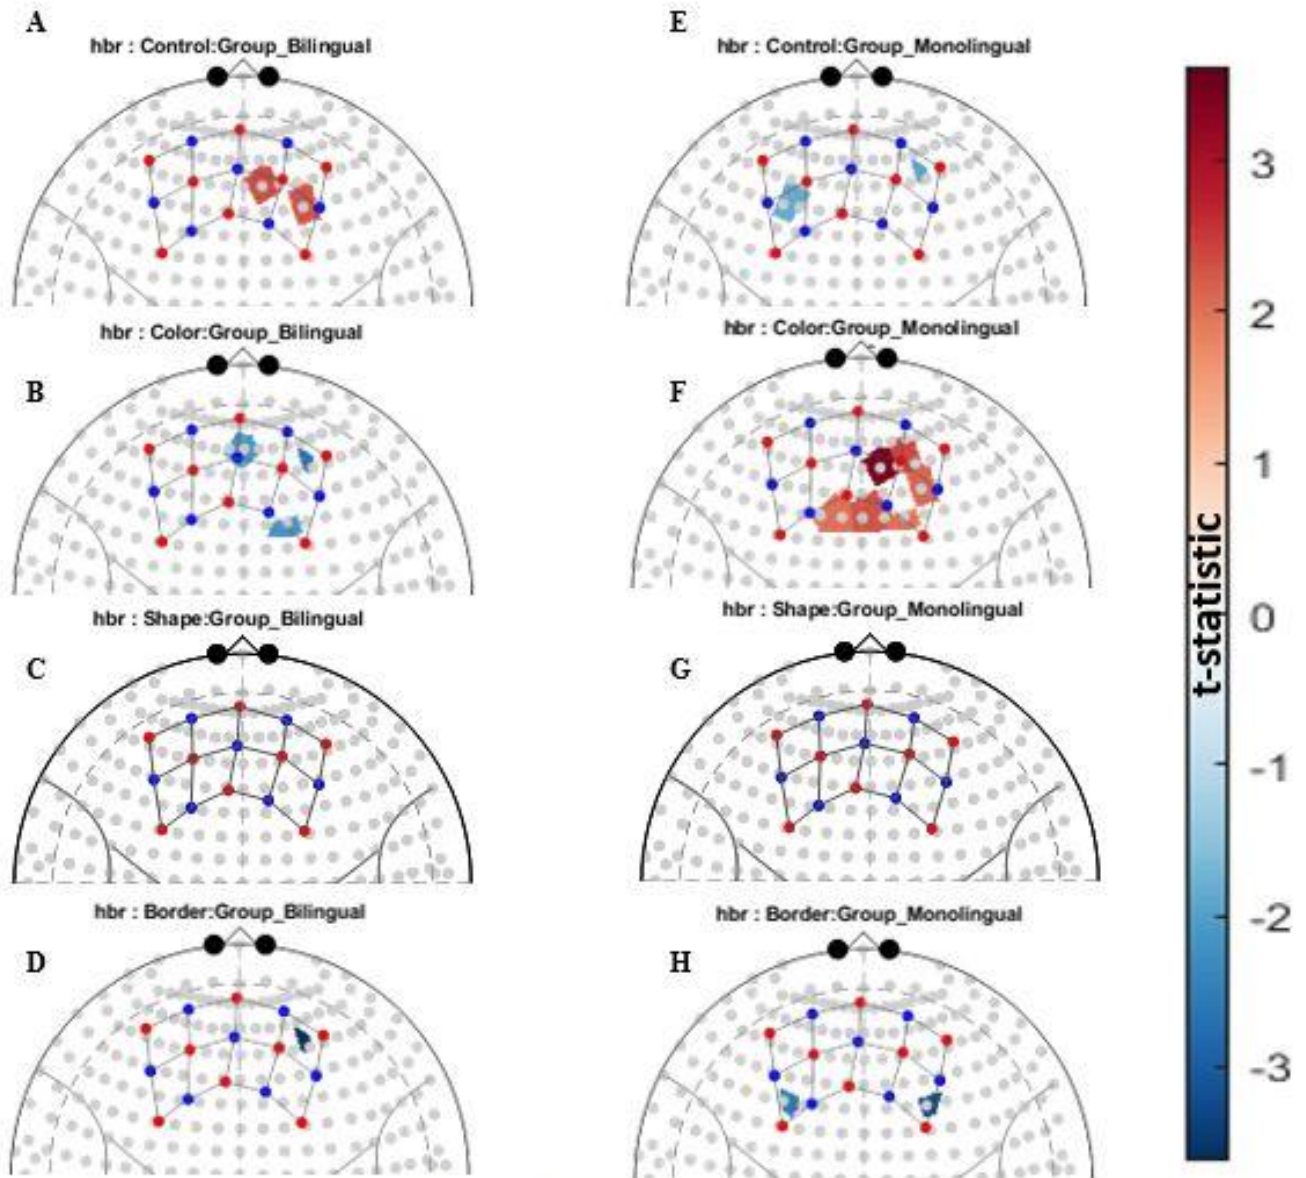 A
hbr : Control:Group_Bilingual
E
hbr : Control:Group_Monolingual
B
hbr : Color:Group_Bilingual
F
hbr : Color:Group_Monolingual
C
hbr : Shape:Group_Bilingual
G
hbr : Shape:Group_Monolingual
D
hbr : Border:Group_Bilingual
H
hbr : Border:Group_Monolingual
3
2
1
0
-1
-2
-3
t-statistic